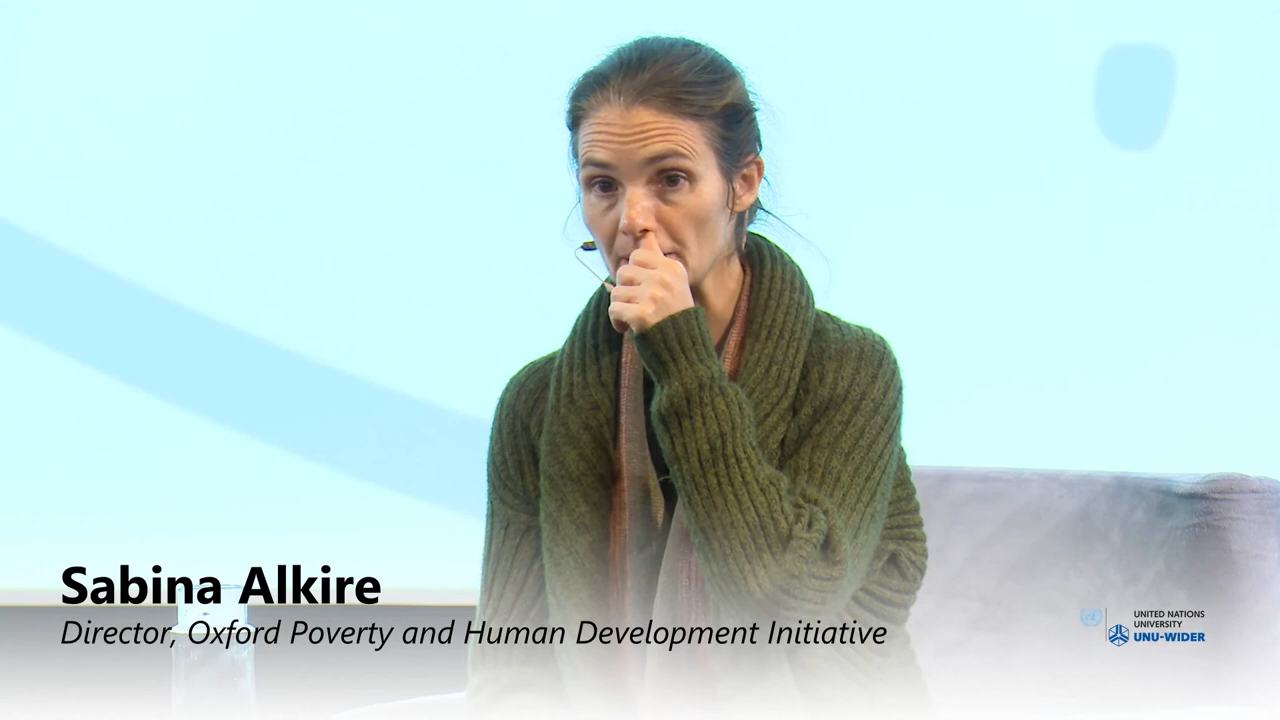 Sabina Alkire
Director, Oxford Poverty and Human Development Initiative
UNITED NATIONS
UNIVERSITY
UNU-WIDER